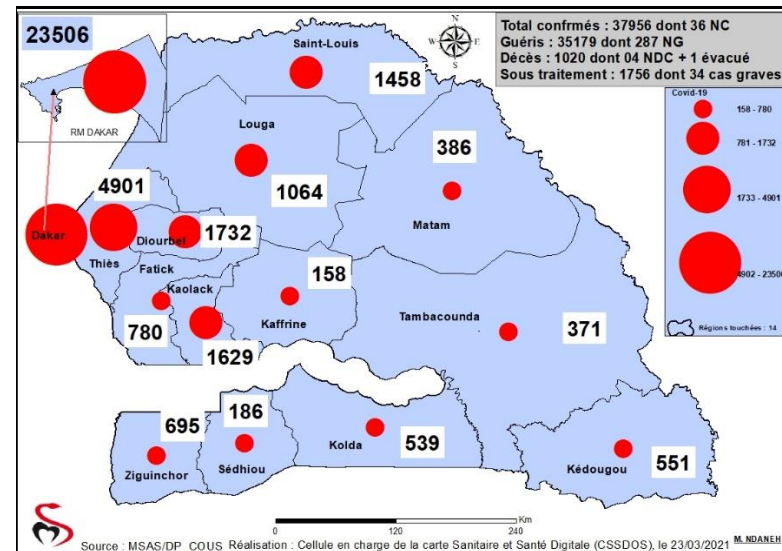 23506
RM DAKAR
N
W
E
S
Total confirmés : 37956 dont 36 NC
Guéris : 35179 dont 287 NG
Décès : 1020 dont 04 NDC + 1 évacué
Sous traitement : 1756 dont 34 cas graves
Covid-19
158 - 780
781 - 1732
1733 - 4901
4902 - 23506
Régions touchées : 14
Saint-Louis
1458
Louga
1064
386
Matam
4901
Dakar
Thiès
Diourbel
1732
Fatick
780
Kaolack
1629
158
Kaffrine
Tambacounda
371
695
Ziguinchor
186
Sédhiou
Kolda
539
Kédougou
551
0 120 240 Km
Source : MSAS/DP_COUS Réalisation : Cellule en charge de la carte Sanitaire et Santé Digitale (CSSDOS), le 23/03/2021
M. NDANEH